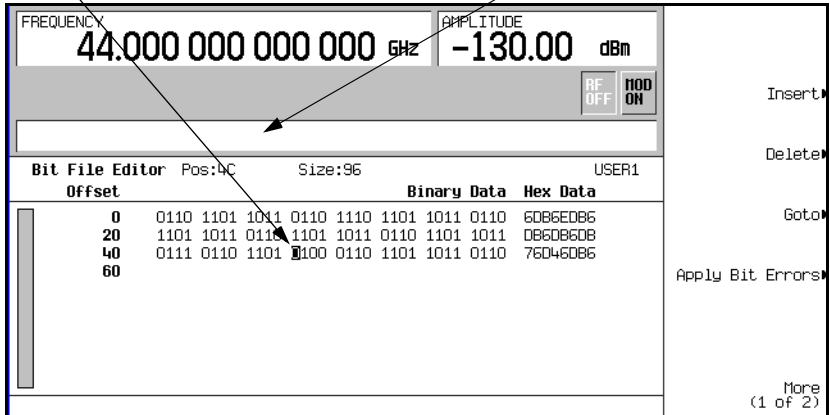 FREQUENCY
44.000 000 000 000 GHz
AMPLITUDE
-130.00 dBm
RF OFF
MOD ON
Insert
Delete
Goto
Apply Bit Errors
More
(1 of 2)
Bit File Editor Pos:4C Size:96 USER1
Offset Binary Data Hex Data
0 0110 1101 1011 0110 1110 1101 1011 0110 6DB6EDB6
20 1101 1011 0110 1101 1011 0110 1101 1011 DB6DB6DB
40 0111 0110 1101 0100 0110 1101 1011 0110 76D46DB6
60